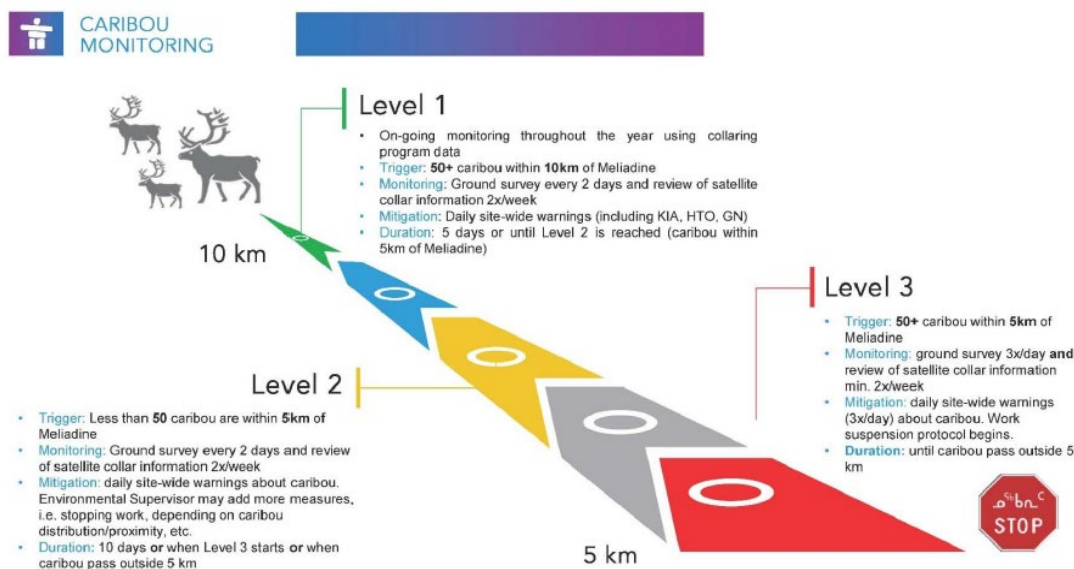 CARIBOU
MONITORING
Level 1
• On-going monitoring throughout the year using collaring
program data
• Trigger: 50+ caribou within 10km of Meliadine
• Monitoring: Ground survey every 2 days and review of satellite
collar information 2x/week
• Mitigation: Daily site-wide warnings (including KIA, HTO, GN)
• Duration: 5 days or until Level 2 is reached (caribou within
5km of Meliadine)
10 km
Level 2
• Trigger: Less than 50 caribou are within 5km of
Meliadine
• Monitoring: Ground survey every 2 days and review
of satellite collar information 2x/week
• Mitigation: daily site-wide warnings about caribou.
Environmental Supervisor may add more measures,
i.e. stopping work, depending on caribou
distribution/proximity, etc.
• Duration: 10 days or when Level 3 starts or when
caribou pass outside 5 km
Level 3
• Trigger: 50+ caribou within 5km of
Meliadine
• Monitoring: ground survey 3x/day and
review of satellite collar information
min. 2x/week
• Mitigation: daily site-wide warnings
(3x/day) about caribou. Work
suspension protocol begins.
• Duration: until caribou pass outside 5
km
5 km
ᓄᖅᑲᕆᑦ
STOP